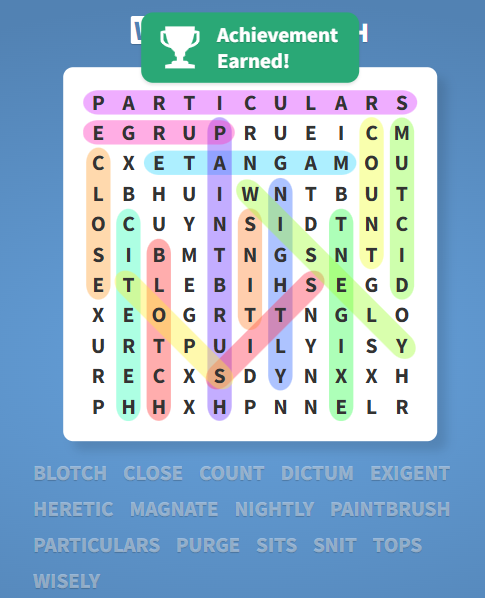 W H
Achievement
Earned!
P A R T I C U L A R S
E G R U P R U E I C M
C X E T A N G A M O U
L B H U I W N T B U T
O C U Y N S I D T N C
S I B M T N G S N T I
E T L E B I H S E G D
X E O G R T T N G L O
U R T P U I L Y I S Y
R E C X S D Y N X X H
P H H X H P N N E L R
BLOTCH CLOSE COUNT DICTUM EXIGENT
HERETIC MAGNATE NIGHTLY PAINTBRUSH
PARTICULARS PURGE SITS SNIT TOPS
WISELY